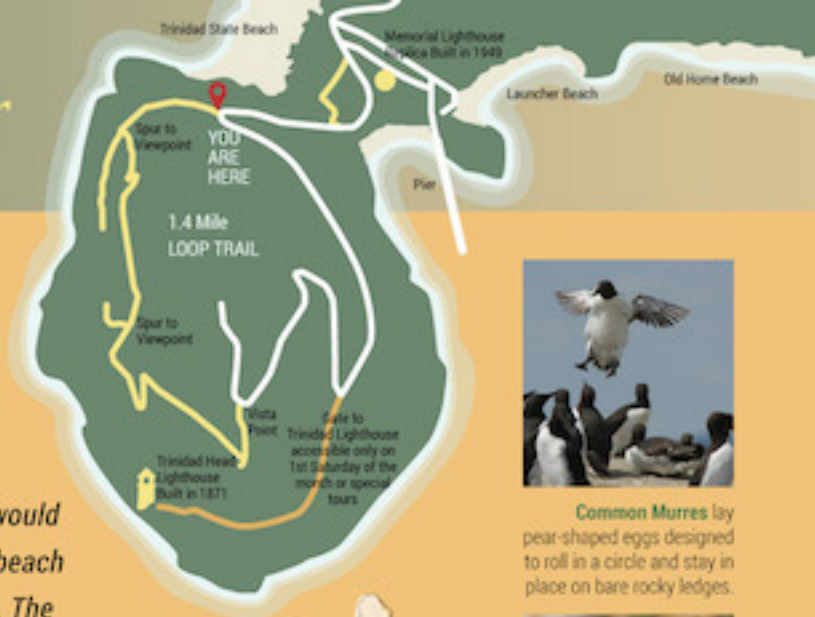 Trinidad State Beach
Memorial Lighthouse
Replica Built in 1949
Launcher Beach
Old Home Beach
Spur to
Viewpoint
YOU
ARE
HERE
Pier
1.4 Mile
LOOP TRAIL
Spur to
Viewpoint
Vista
Point
Gate to
Trinidad Lighthouse
accessible only on
1st Saturday of the
month or special
tours
Trinidad Head
Lighthouse
Built in 1871
would
beach
. The
Common Murres lay
pear-shaped eggs designed
to roll in a circle and stay in
place on bare rocky ledges.